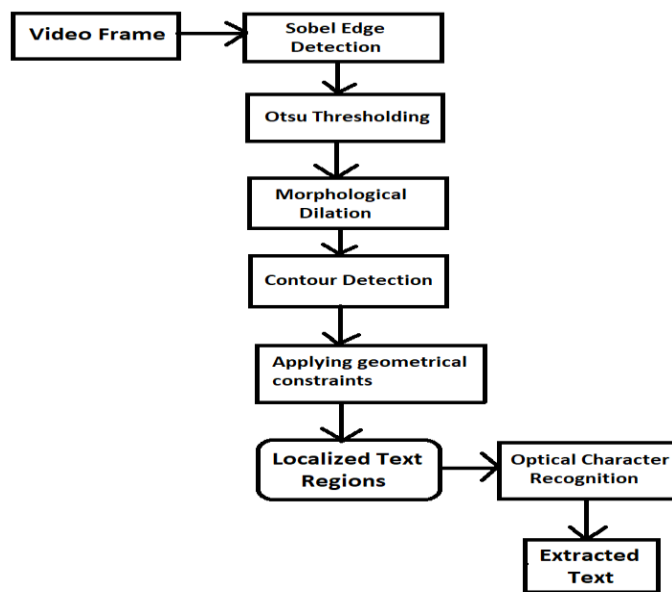 Video Frame
Sobel Edge
Detection
Otsu Thresholding
Morphological
Dilation
Contour Detection
Applying geometrical
constraints
Localized Text
Regions
Optical Character
Recognition
Extracted
Text